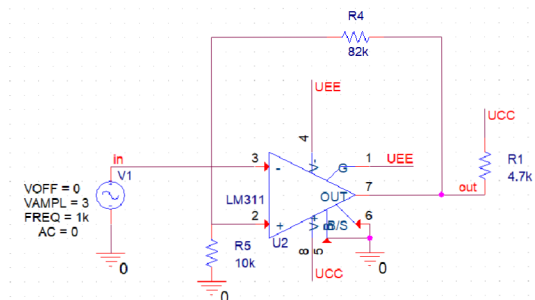 R4
82k
UEE
UCC
4
V-
in
3
-
G
1
UEE
R1
4.7k
V1
7
out
VOFF = 0
VAMPL = 3
FREQ = 1k
AC = 0
LM311
OUT
2
+
V+
B/S
6
U2
R5
10k
8
5
UCC
0
0
0